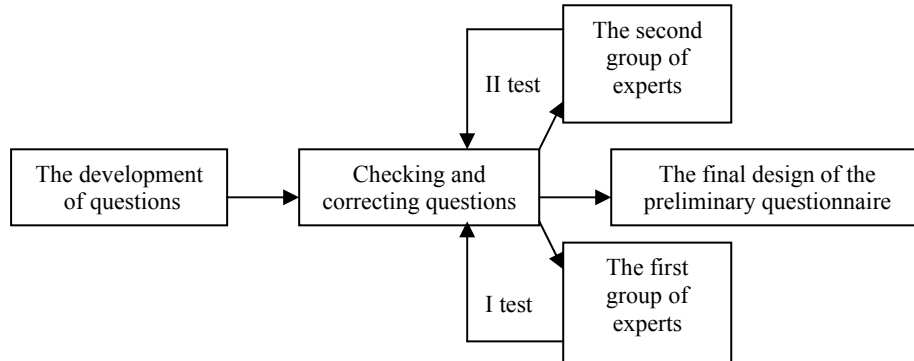 The second
group of
experts
II test
The development
of questions
Checking and
correcting questions
The final design of the
preliminary questionnaire
I test
The first
group of
experts